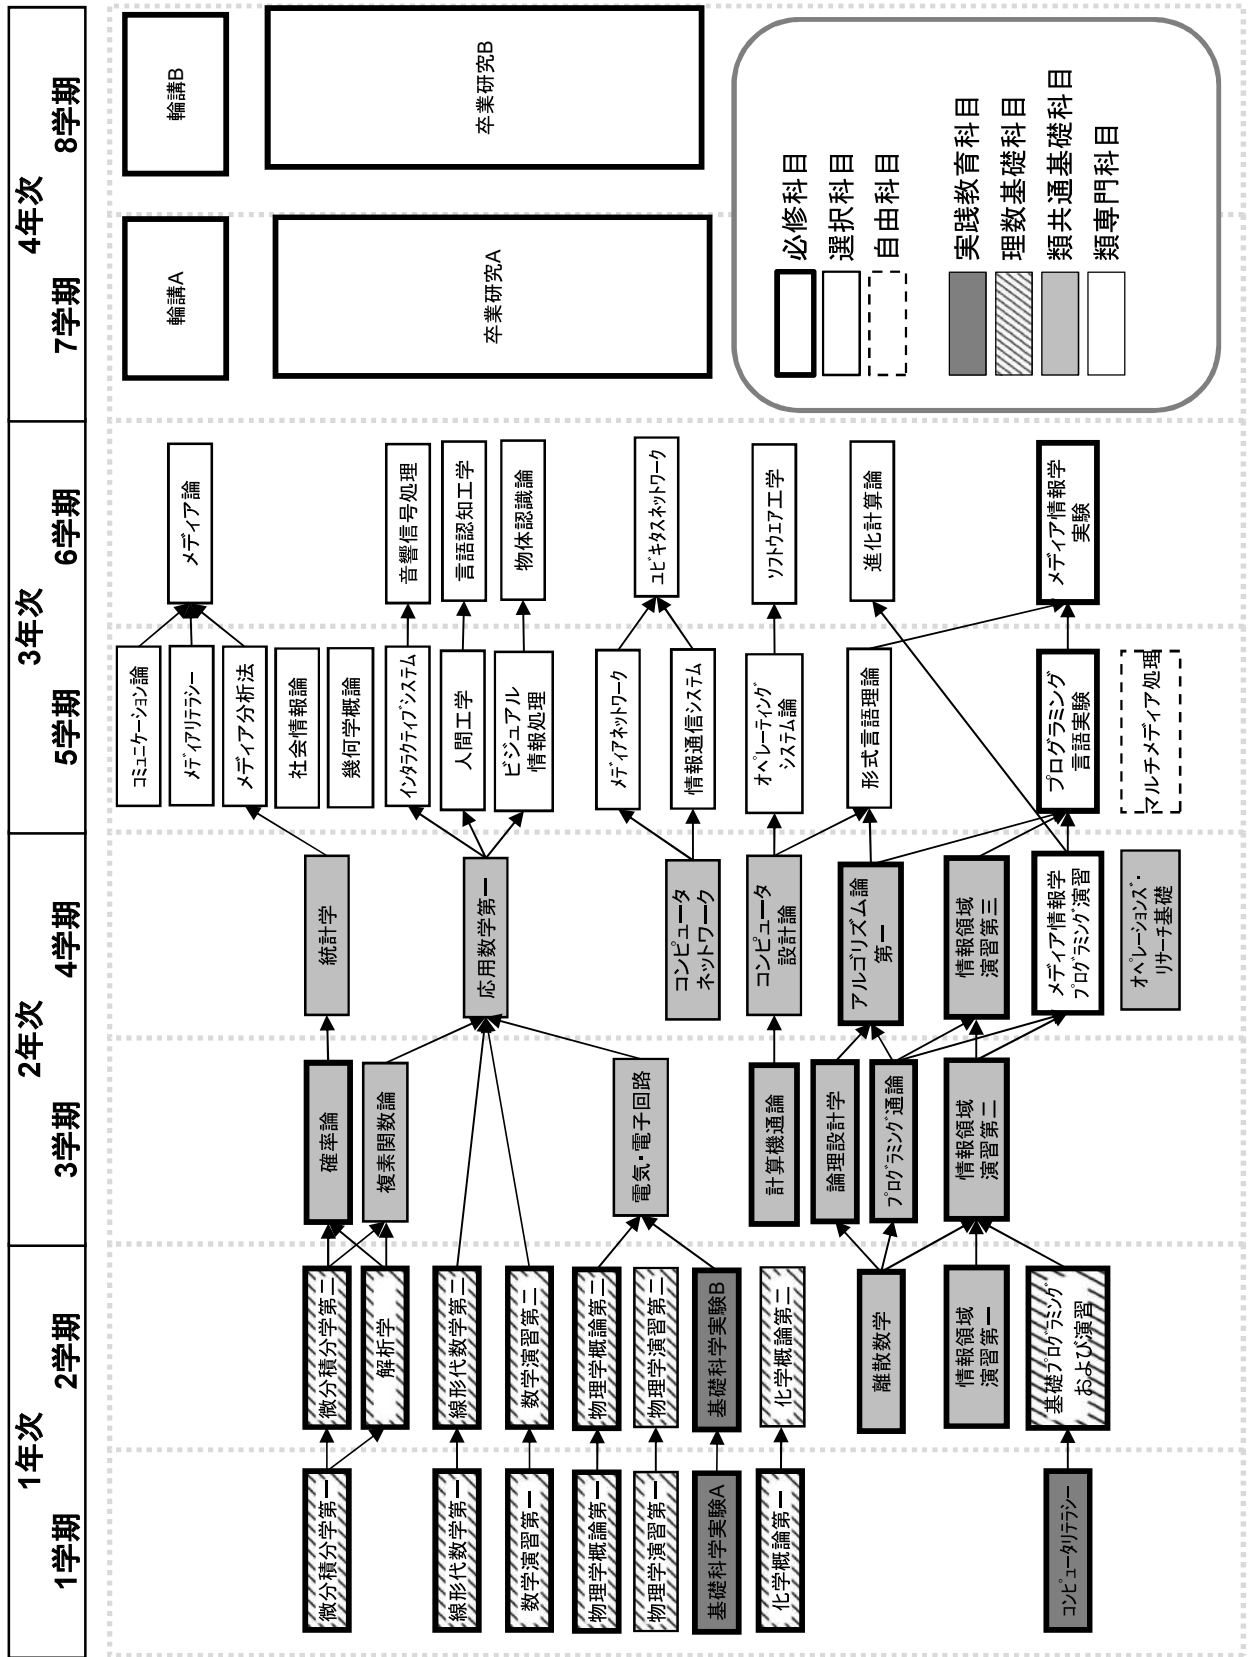 1年次
2年次
3年次
4年次
1学期
2学期
3学期
4学期
5学期
6学期
7学期
8学期
微分積分学第一
線形代数学第一
数学演習第一
物理学概論第一
物理学演習第一
基礎科学実験A
化学概論第一
コンピュータリテラシー
微分積分学第二
解析学
線形代数学第二
数学演習第二
物理学概論第二
物理学演習第二
基礎科学実験B
化学概論第二
離散数学
情報領域
演習第一
基礎プログラミング
および演習
確率論
複素関数論
電気・電子回路
計算機通論
論理設計学
プログラミング通論
情報領域
演習第二
統計学
応用数学第一
コンピュータ
ネットワーク
コンピュータ
設計論
アルゴリズム論
第一
情報領域
演習第三
メディア情報学
プログラミング演習
オペレーションズ・
リサーチ基礎
コミュニケーション論
メディアリテラシー
メディア分析法
社会情報論
幾何学概論
インタラクティブシステム
人間工学
ビジュアル
情報処理
メディアネットワーク
情報通信システム
オペレーティング
システム論
形式言語理論
プログラミング
言語実験
マルチメディア処理
メディア論
音響信号処理
言語認知工学
物体認識論
ユビキタスネットワーク
ソフトウェア工学
進化計算論
メディア情報学
実験
輪講A
卒業研究A
輪講B
卒業研究B
必修科目
選択科目
自由科目
実践教育科目
理数基礎科目
類共通基礎科目
類専門科目